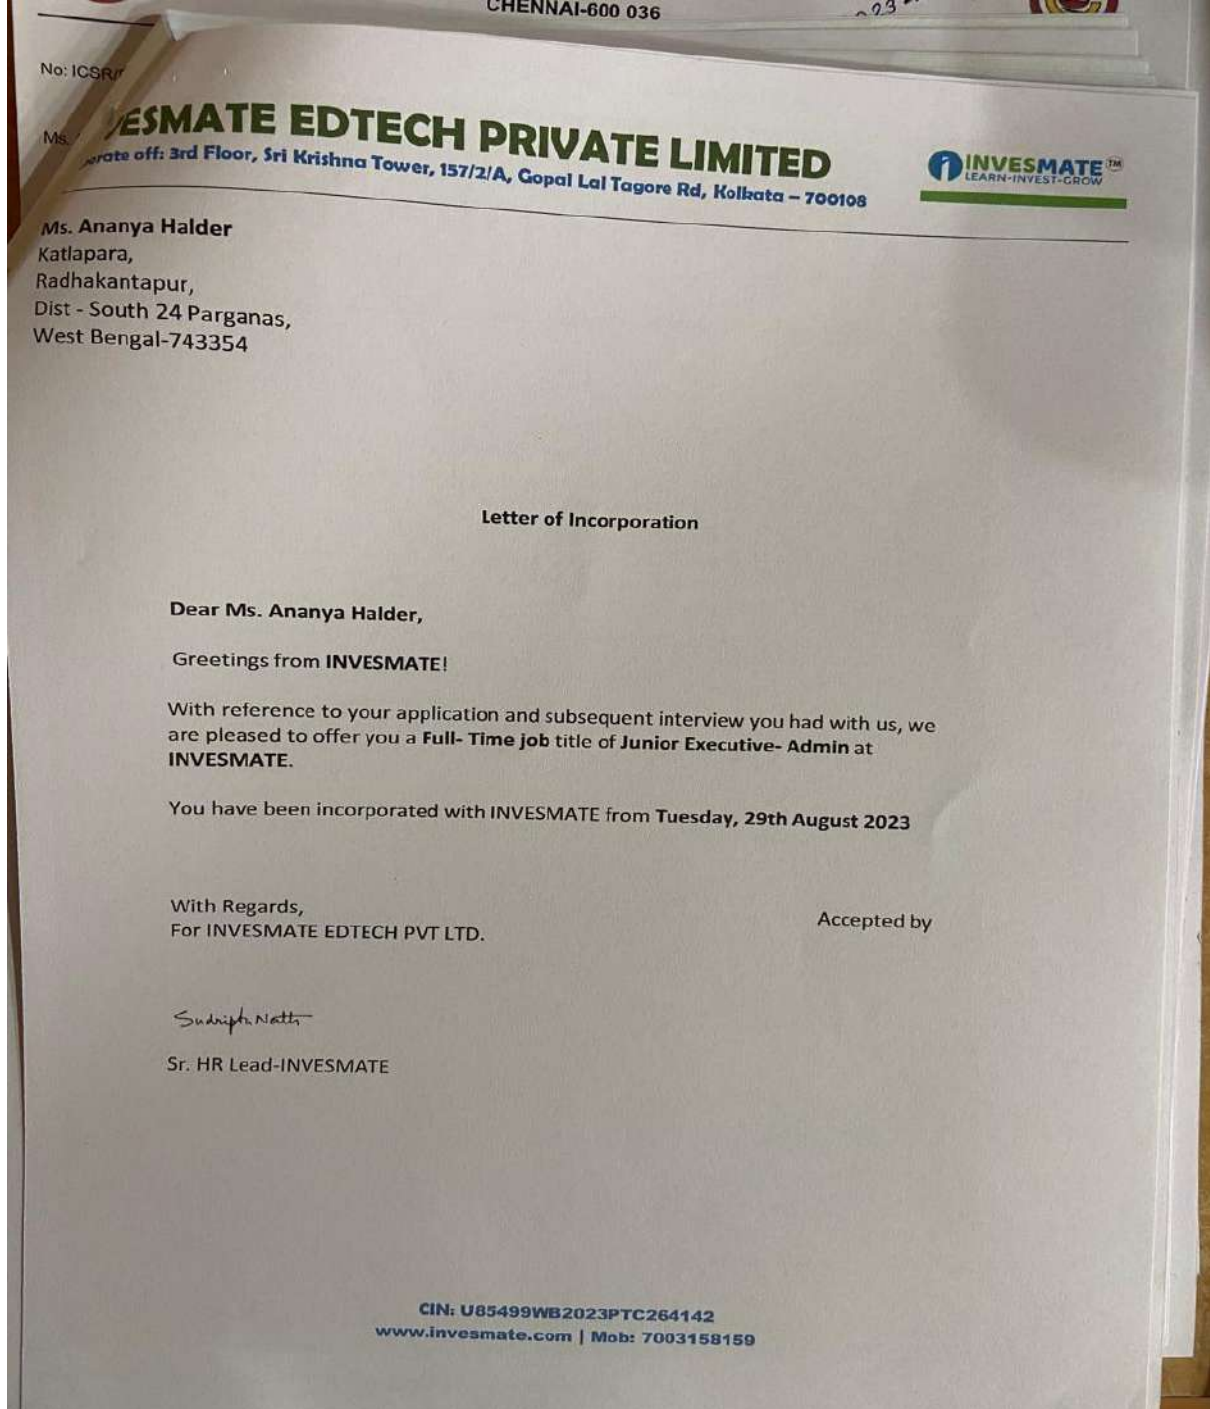 CHENNAI-600 036
No: ICSR/
Ms.
ESMATE EDTECH PRIVATE LIMITED
orate off: 3rd Floor, Sri Krishna Tower, 157/2/A, Gopal Lal Tagore Rd, Kolkata – 700108
INVESMATE TM
LEARN-INVEST-GROW
Ms. Ananya Halder
Katlapara,
Radhakantapur,
Dist - South 24 Parganas,
West Bengal-743354
Letter of Incorporation
Dear Ms. Ananya Halder,
Greetings from INVESMATE!
With reference to your application and subsequent interview you had with us, we
are pleased to offer you a Full- Time job title of Junior Executive- Admin at
INVESMATE.
You have been incorporated with INVESMATE from Tuesday, 29th August 2023
With Regards,
For INVESMATE EDTECH PVT LTD.
Accepted by
Sudripta Nath
Sr. HR Lead-INVESMATE
CIN: U85499WB2023PTC264142
www.invesmate.com | Mob: 7003158159